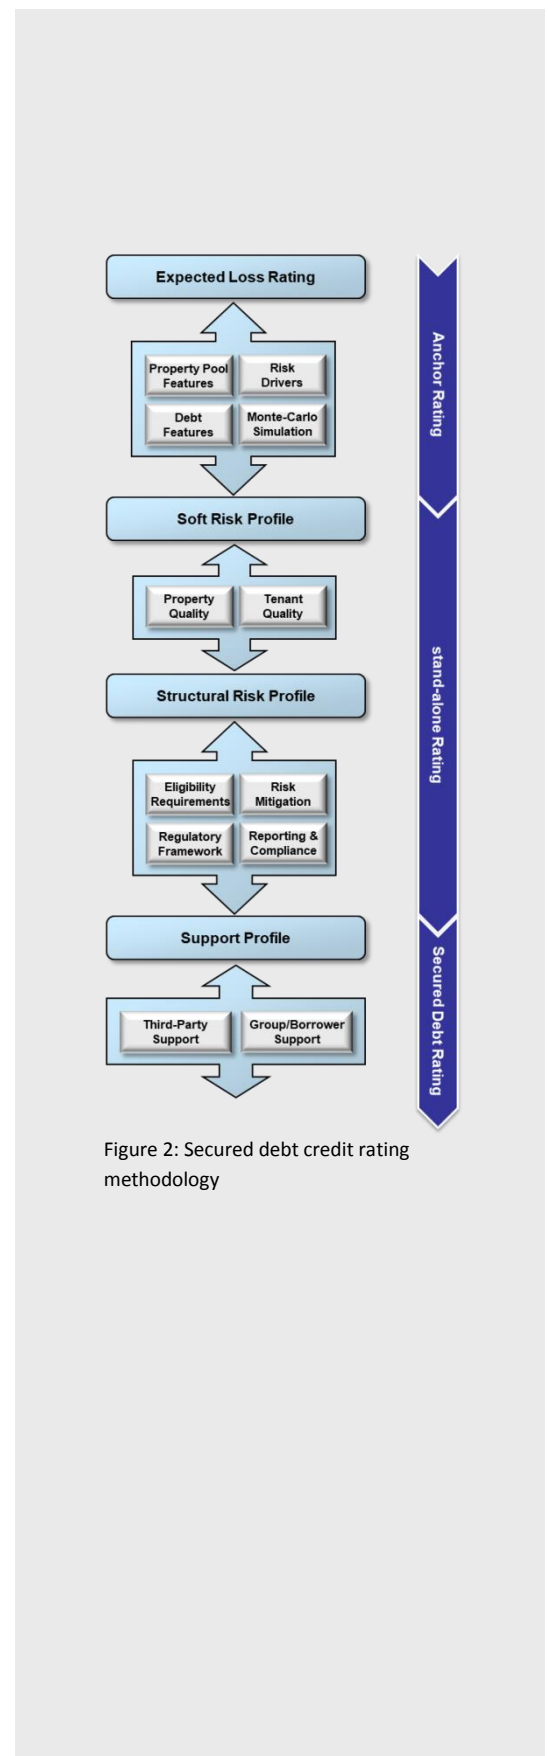 Expected Loss Rating
Property Pool
Features
Risk
Drivers
Debt
Features
Monte-Carlo
Simulation
Anchor Rating
Soft Risk Profile
Property
Quality
Tenant
Quality
Structural Risk Profile
stand-alone Rating
Eligibility
Requirements
Risk
Mitigation
Regulatory
Framework
Reporting &
Compliance
Support Profile
Third-Party
Support
Group/Borrower
Support
Secured Debt Rating
Figure 2: Secured debt credit rating
methodology